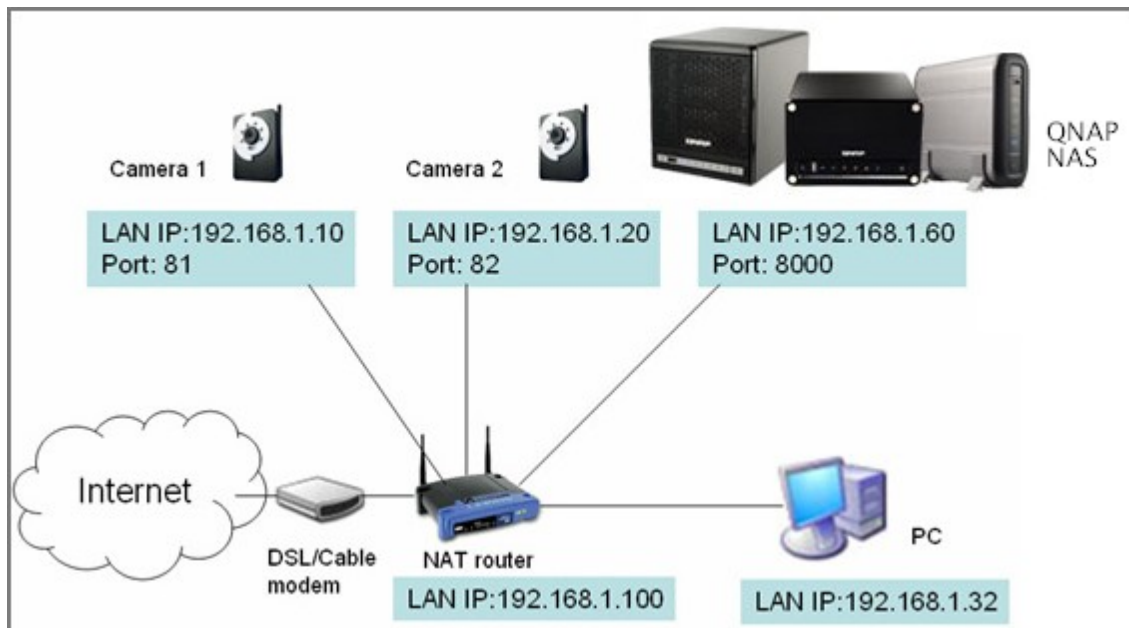 QNAP
NAS
Camera 1
Camera 2
LAN IP:192.168.1.10
Port: 81
LAN IP:192.168.1.20
Port: 82
LAN IP:192.168.1.60
Port: 8000
Internet
DSL/Cable
modem
NAT router
PC
LAN IP:192.168.1.100
LAN IP:192.168.1.32